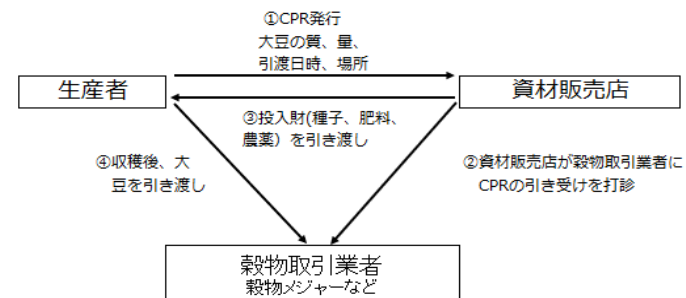 ①CPR発行
大豆の質、量、
引渡日時、場所
生産者
資材販売店
③投入財(種子、肥料、
農薬）を引き渡し
④収穫後、大
豆を引き渡し
②資材販売店が穀物取引業者に
CPRの引き受けを打診
穀物取引業者
穀物メジャーなど